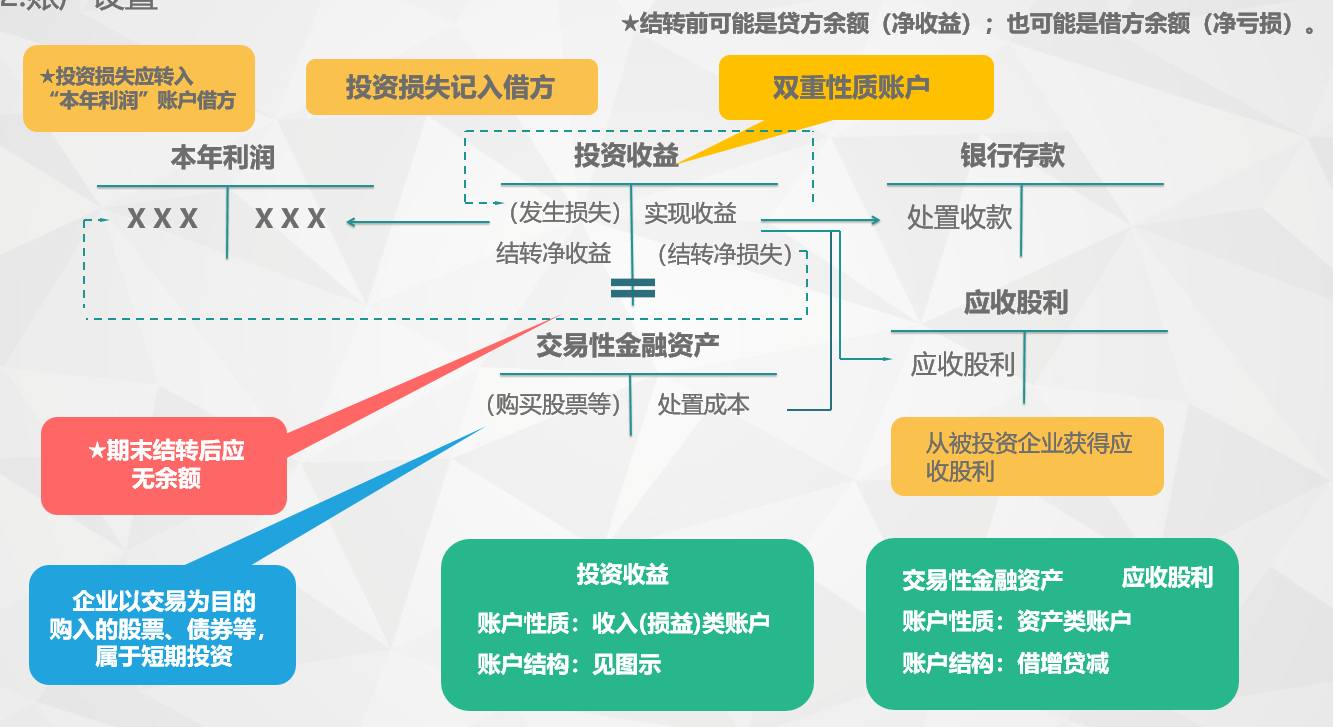 2.账户设置
★结转前可能是贷方余额（净收益）；也可能是借方余额（净亏损）。
★投资损失应转入
“本年利润”账户借方
投资损失记入借方
双重性质账户
本年利润
投资收益
银行存款
X X X
X X X
（发生损失）
实现收益
处置收款
结转净收益
（结转净损失）
应收股利
交易性金融资产
应收股利
（购买股票等）
处置成本
★期末结转后应
无余额
从被投资企业获得应
收股利
企业以交易为目的
购入的股票、债券等，
属于短期投资
投资收益
账户性质：收入(损益)类账户
账户结构：见图示
交易性金融资产 应收股利
账户性质：资产类账户
账户结构：借增贷减